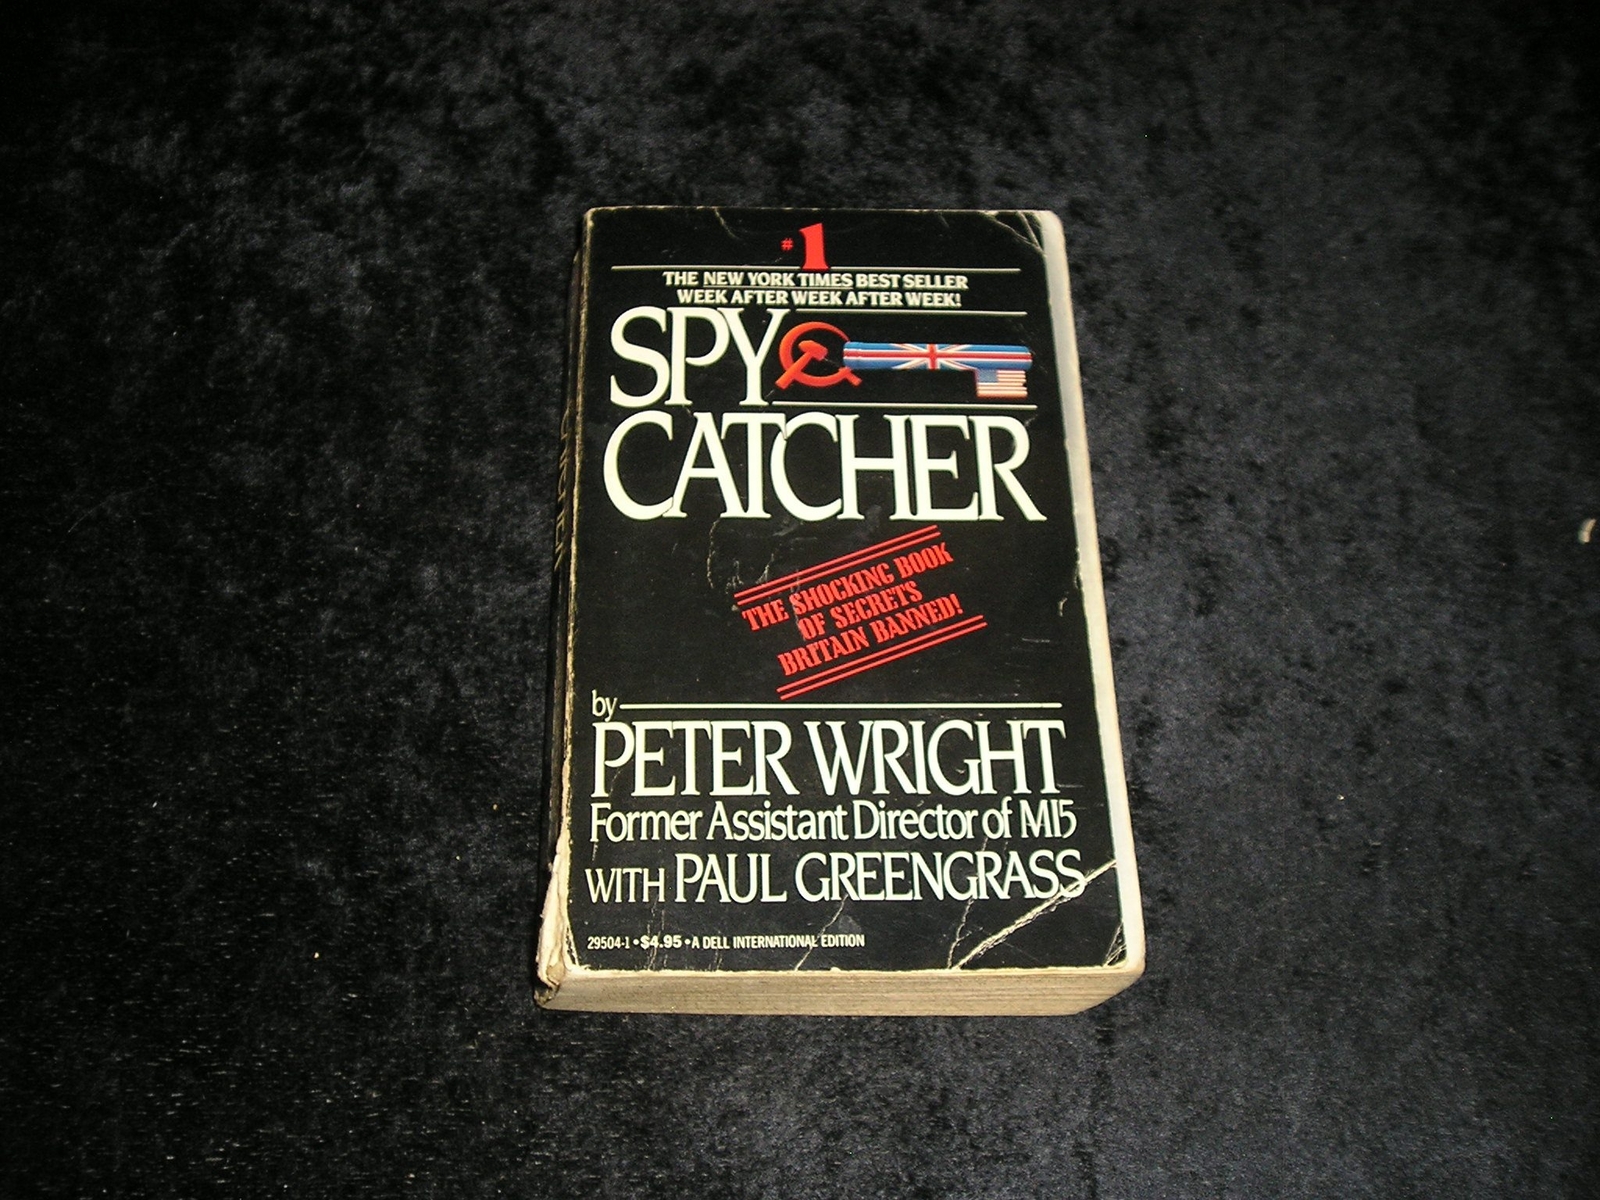 #1
THE NEW YORK TIMES BEST SELLER
WEEK AFTER WEEK AFTER WEEK!
SPY
CATCHER
THE SHOCKING BOOK
OF SECRETS
BRITAIN BANNED!
by
PETER WRIGHT
Former Assistant Director of MI5
WITH PAUL GREENGRASS
29504-1 • $4.95 • A DELL INTERNATIONAL EDITION